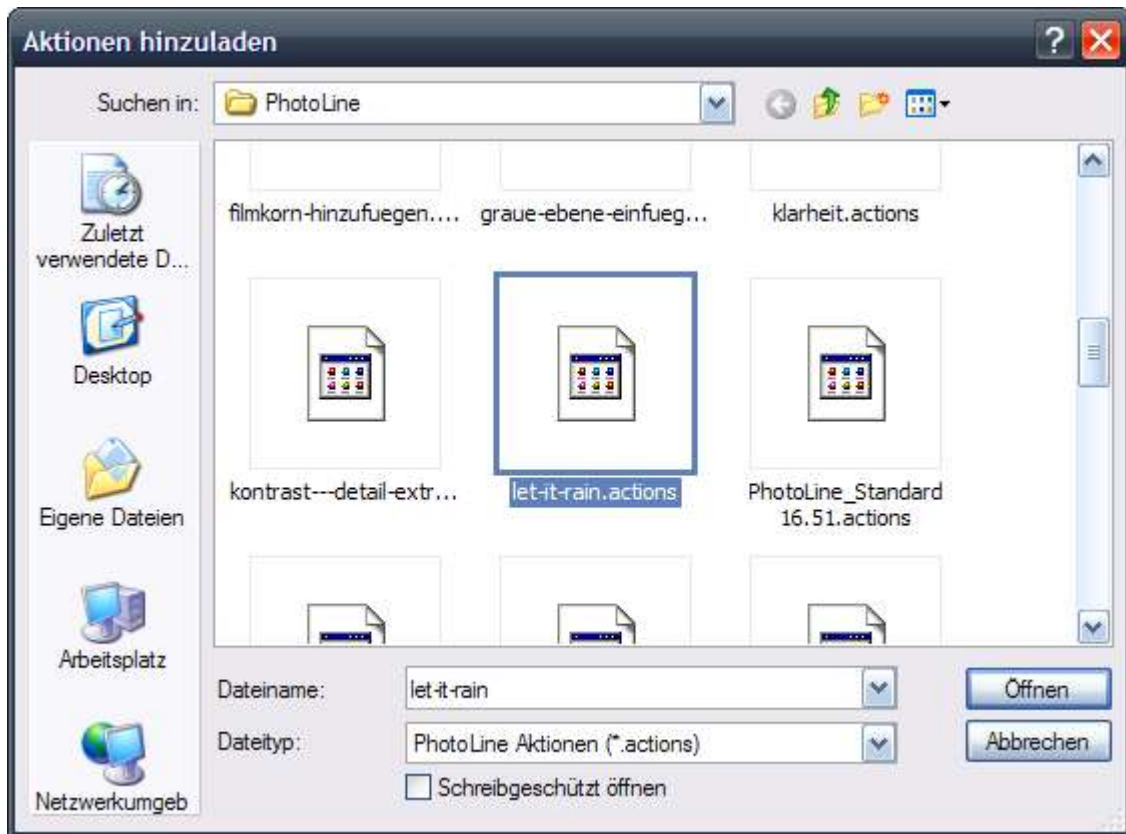 Aktionen hinzuladen
Suchen in:
PhotoLine
Zuletzt
verwendete D...
Desktop
Eigene Dateien
Arbeitsplatz
Netzwerkumgeb
filmkorn-hinzufuegen....
graue-ebene-einfueg...
klarheit.actions
kontrast---detail-extr...
let-it-rain.actions
PhotoLine_Standard
16.51.actions
Dateiname:
let-it-rain
Öffnen
Dateityp:
PhotoLine Aktionen (*.actions)
Abbrechen
Schreibgeschützt öffnen